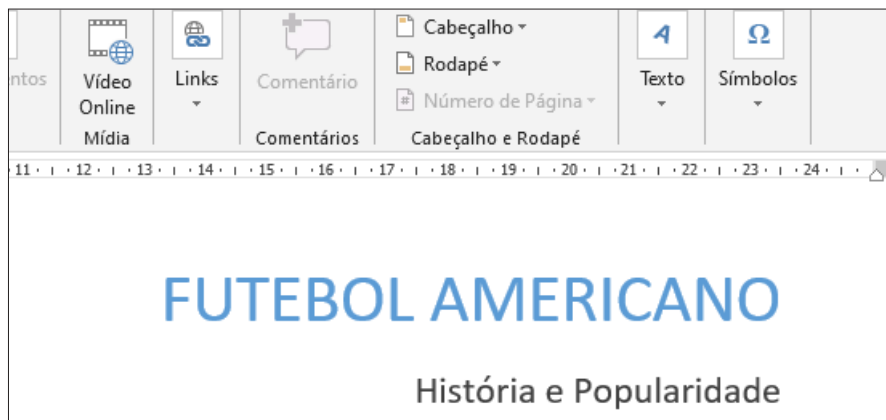 Cabeçalho
Rodapé
Número de Página
ntos
Vídeo
Online
Links
Comentário
Texto
Símbolos
Mídia
Comentários
Cabeçalho e Rodapé
11 12 13 14 15 16 17 18 19 20 21 22 23 24
FUTEBOL AMERICANO
História e Popularidade